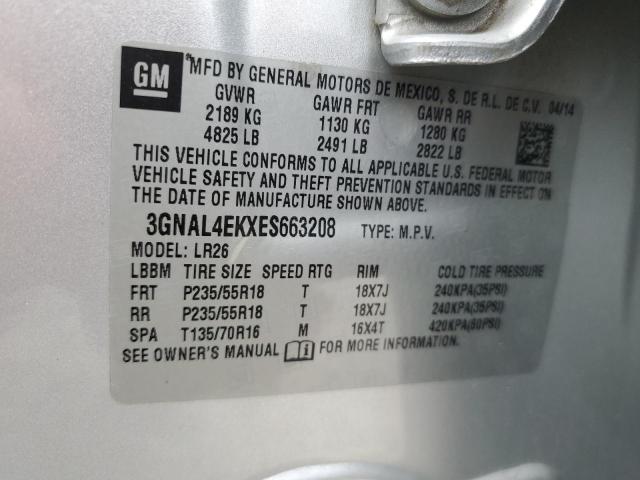 GM
*MFD BY GENERAL MOTORS DE MEXICO, S. DE R.L. DE C.V. 04/14
GVWR GAWR FRT GAWR RR
2189 KG 1130 KG 1280 KG
4825 LB 2491 LB 2822 LB
THIS VEHICLE CONFORMS TO ALL APPLICABLE U.S. FEDERAL MOTOR
VEHICLE SAFETY AND THEFT PREVENTION STANDARDS IN EFFECT ON
THE DATE OF MANUFACTURE SHOWN ABOVE.
3GNAL4EKXES663208 TYPE: M.P.V.
MODEL: LR26
LBBM TIRE SIZE SPEED RTG RIM COLD TIRE PRESSURE
FRT P235/55R18 T 18X7J 240KPA(35PSI)
RR P235/55R18 T 18X7J 240KPA(35PSI)
SPA T135/70R16 M 16X4T 420KPA(60PSI)
SEE OWNER'S MANUAL FOR MORE INFORMATION.